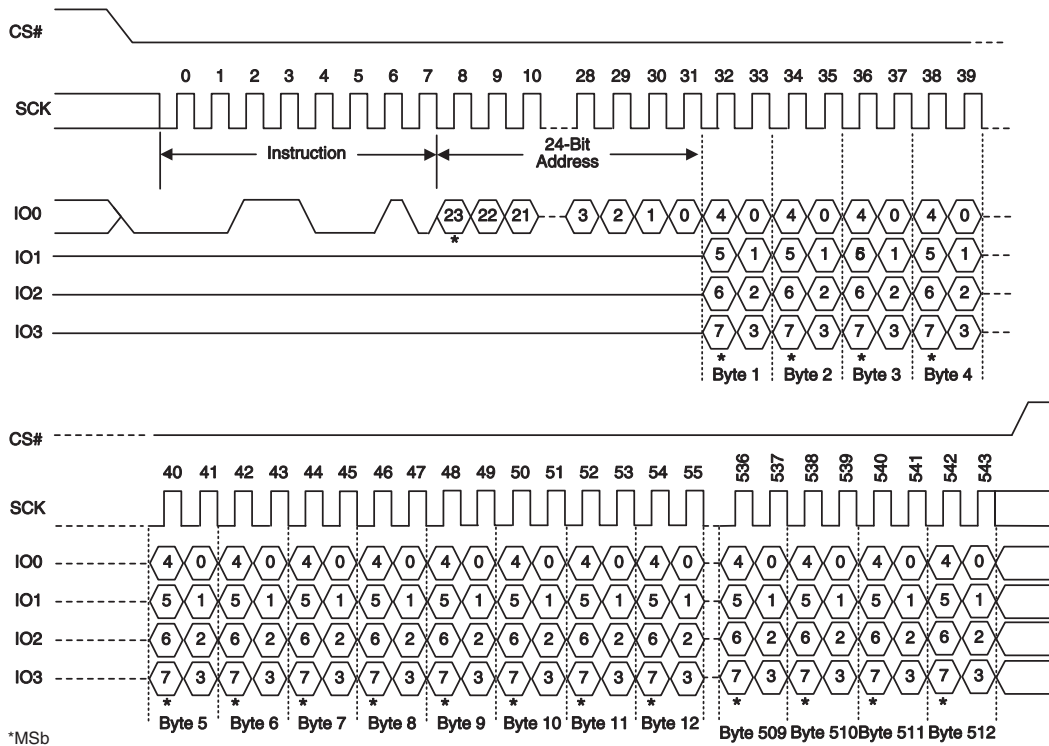 CS#
0 1 2 3 4 5 6 7 8 9 10 28 29 30 31 32 33 34 35 36 37 38 39
SCK
Instruction 24-Bit Address
IO0 23 22 21 3 2 1 0 4 0 4 0 4 0 4 0
*
IO1 5 1 5 1 6 1 5 1
IO2 6 2 6 2 6 2 6 2
IO3 7 3 7 3 7 3 7 3
* * * *
Byte 1 Byte 2 Byte 3 Byte 4
CS#
40 41 42 43 44 45 46 47 48 49 50 51 52 53 54 55 536 537 538 539 540 541 542 543
SCK
IO0 4 0 4 0 4 0 4 0 4 0 4 0 4 0 4 0 4 0 4 0 4 0 4 0
IO1 5 1 5 1 5 1 5 1 5 1 5 1 5 1 5 1 5 1 5 1 5 1 5 1
IO2 6 2 6 2 6 2 6 2 6 2 6 2 6 2 6 2 6 2 6 2 6 2 6 2
IO3 7 3 7 3 7 3 7 3 7 3 7 3 7 3 7 3 7 3 7 3 7 3 7 3
* * * * * * * * * * * *
Byte 5 Byte 6 Byte 7 Byte 8 Byte 9 Byte 10 Byte 11 Byte 12 Byte 509 Byte 510 Byte 511 Byte 512
*MSb